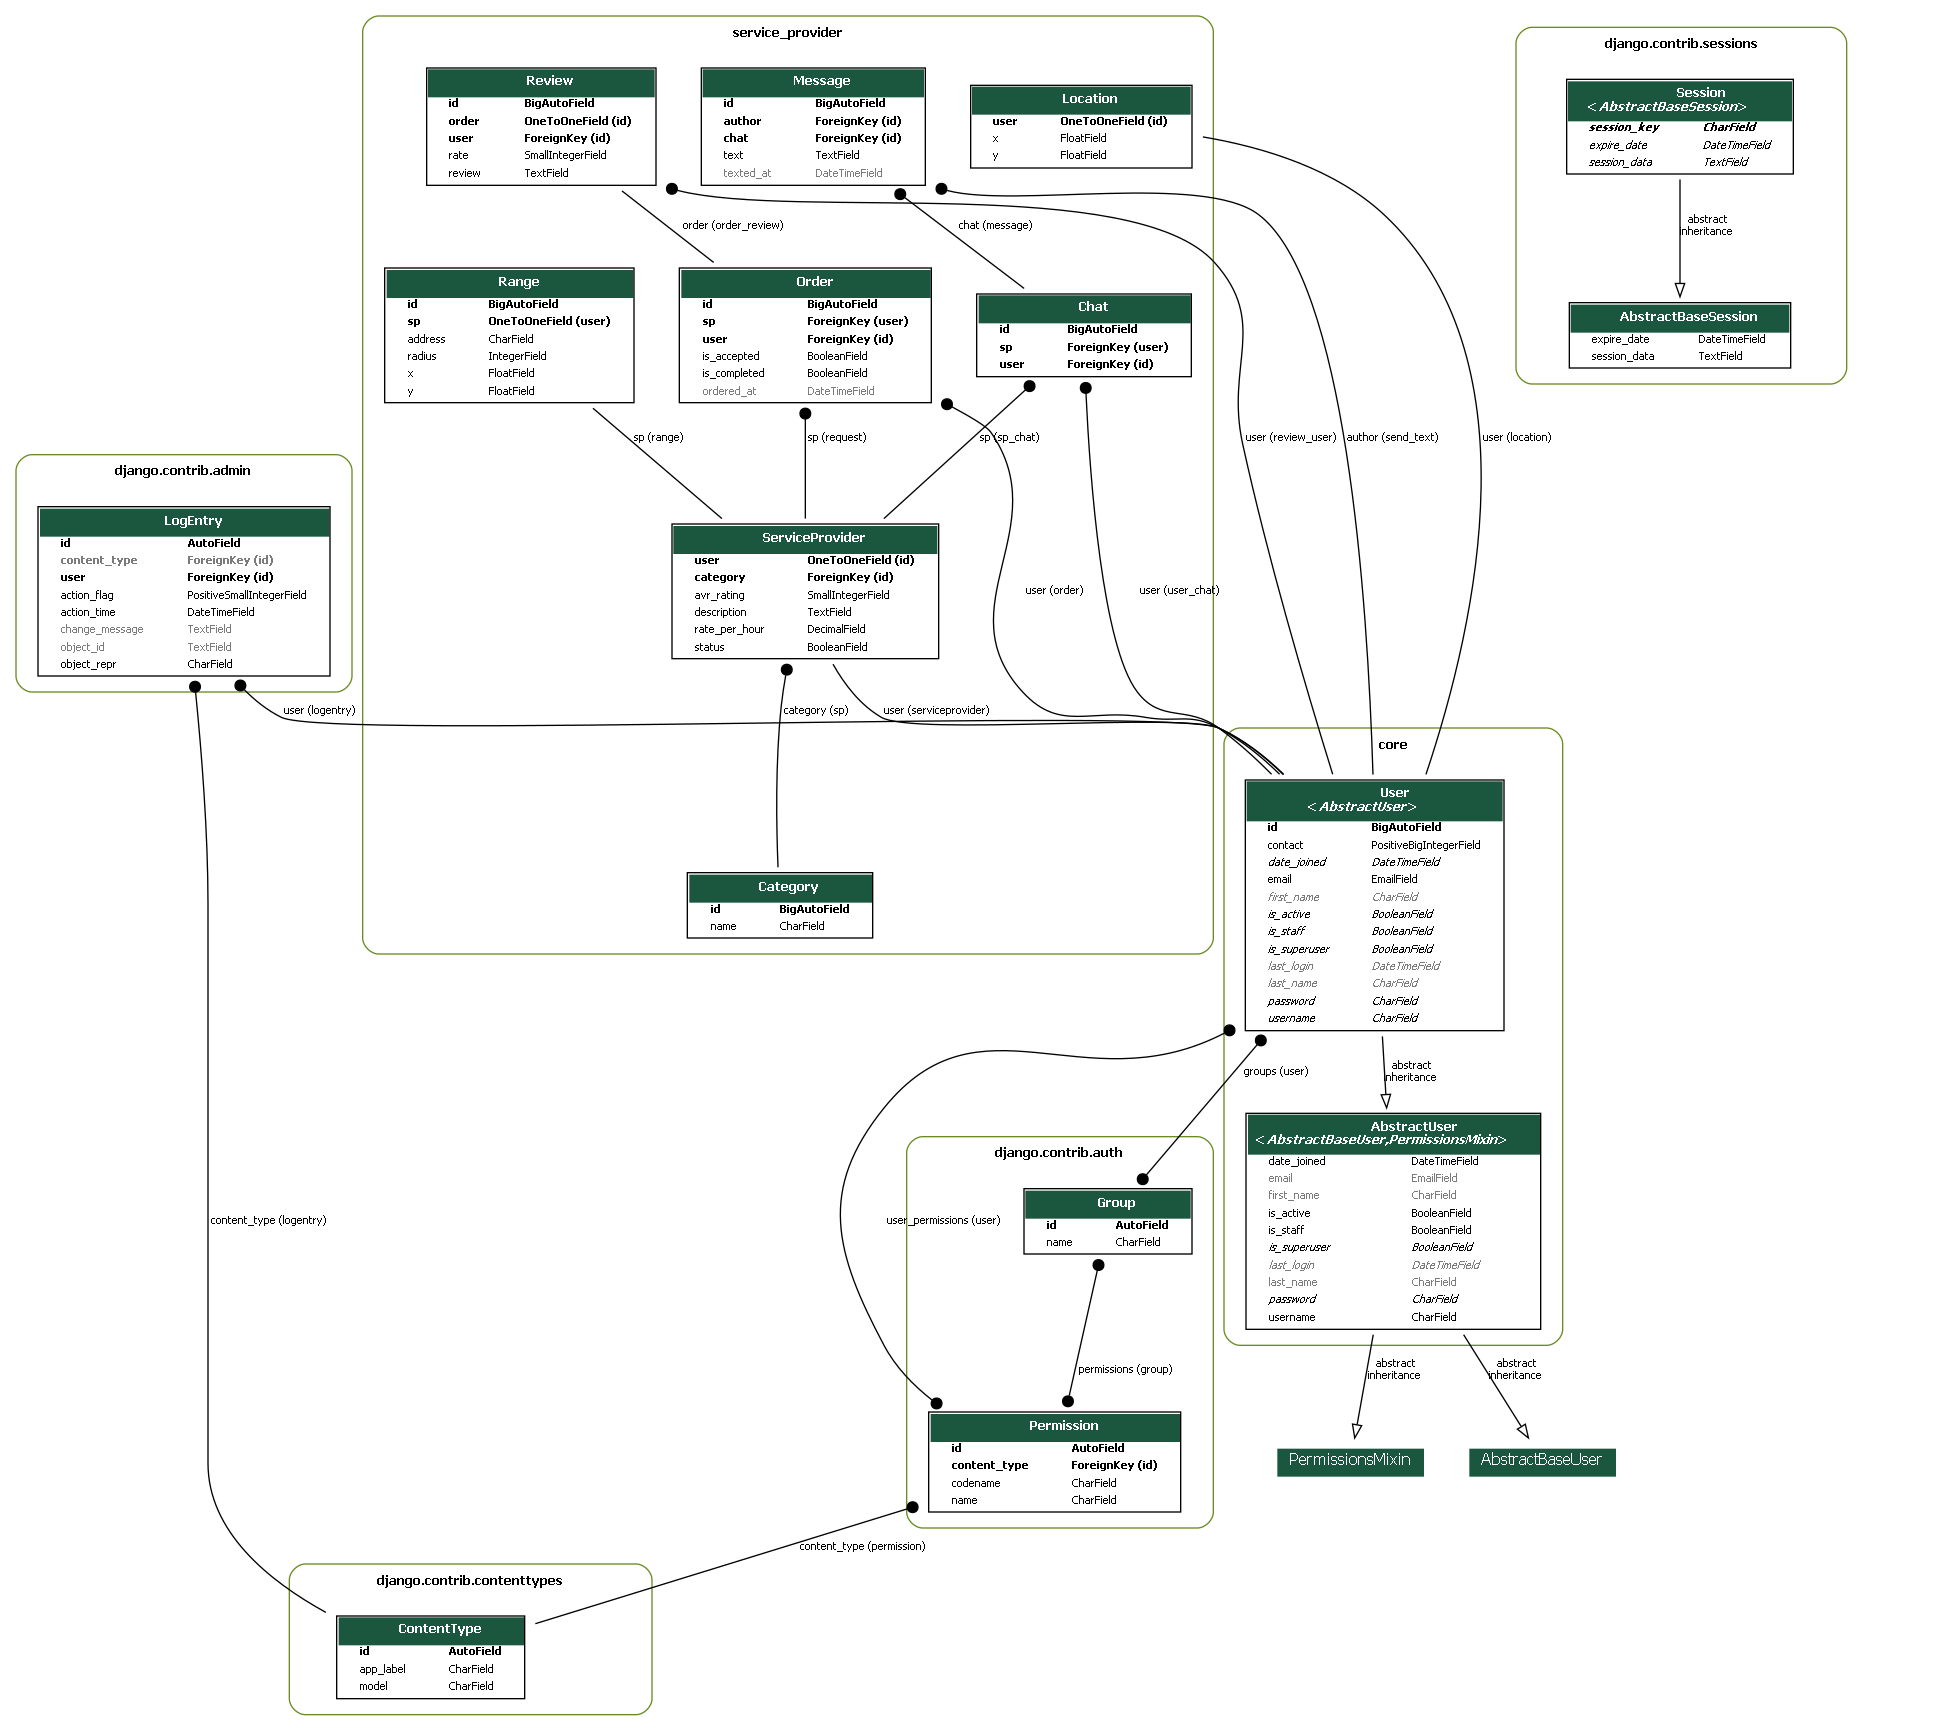 service_provider
Review
id BigAutoField
order OneToOneField (id)
user ForeignKey (id)
rate SmallIntegerField
review TextField
Message
id BigAutoField
author ForeignKey (id)
chat ForeignKey (id)
text TextField
texted_at DateTimeField
Location
user OneToOneField (id)
x FloatField
y FloatField
order (order_review)
chat (message)
Range
id BigAutoField
sp OneToOneField (user)
address CharField
radius IntegerField
x FloatField
y FloatField
Order
id BigAutoField
sp ForeignKey (user)
user ForeignKey (id)
is_accepted BooleanField
is_completed BooleanField
ordered_at DateTimeField
Chat
id BigAutoField
sp ForeignKey (user)
user ForeignKey (id)
sp (range)
sp (request)
sp (sp_chat)
user (review_user)
author (send_text)
user (location)
ServiceProvider
user OneToOneField (id)
category ForeignKey (id)
avr_rating SmallIntegerField
description TextField
rate_per_hour DecimalField
status BooleanField
user (order)
user (user_chat)
category (sp)
user (serviceprovider)
Category
id BigAutoField
name CharField
django.contrib.sessions
Session
<AbstractBaseSession>
session_key CharField
expire_date DateTimeField
session_data TextField
abstract
inheritance
AbstractBaseSession
expire_date DateTimeField
session_data TextField
django.contrib.admin
LogEntry
id AutoField
content_type ForeignKey (id)
user ForeignKey (id)
action_flag PositiveSmallIntegerField
action_time DateTimeField
change_message TextField
object_id TextField
object_repr CharField
user (logentry)
core
User
<AbstractUser>
id BigAutoField
contact PositiveBigIntegerField
date_joined DateTimeField
email EmailField
first_name CharField
is_active BooleanField
is_staff BooleanField
is_superuser BooleanField
last_login DateTimeField
last_name CharField
password CharField
username CharField
groups (user)
abstract
inheritance
AbstractUser
<AbstractBaseUser,PermissionsMixin>
date_joined DateTimeField
email EmailField
first_name CharField
is_active BooleanField
is_staff BooleanField
is_superuser BooleanField
last_login DateTimeField
last_name CharField
password CharField
username CharField
abstract
inheritance
abstract
inheritance
PermissionsMixin
AbstractBaseUser
django.contrib.auth
Group
id AutoField
name CharField
content_type (logentry)
user_permissions (user)
permissions (group)
Permission
id AutoField
content_type ForeignKey (id)
codename CharField
name CharField
content_type (permission)
django.contrib.contenttypes
ContentType
id AutoField
app_label CharField
model CharField